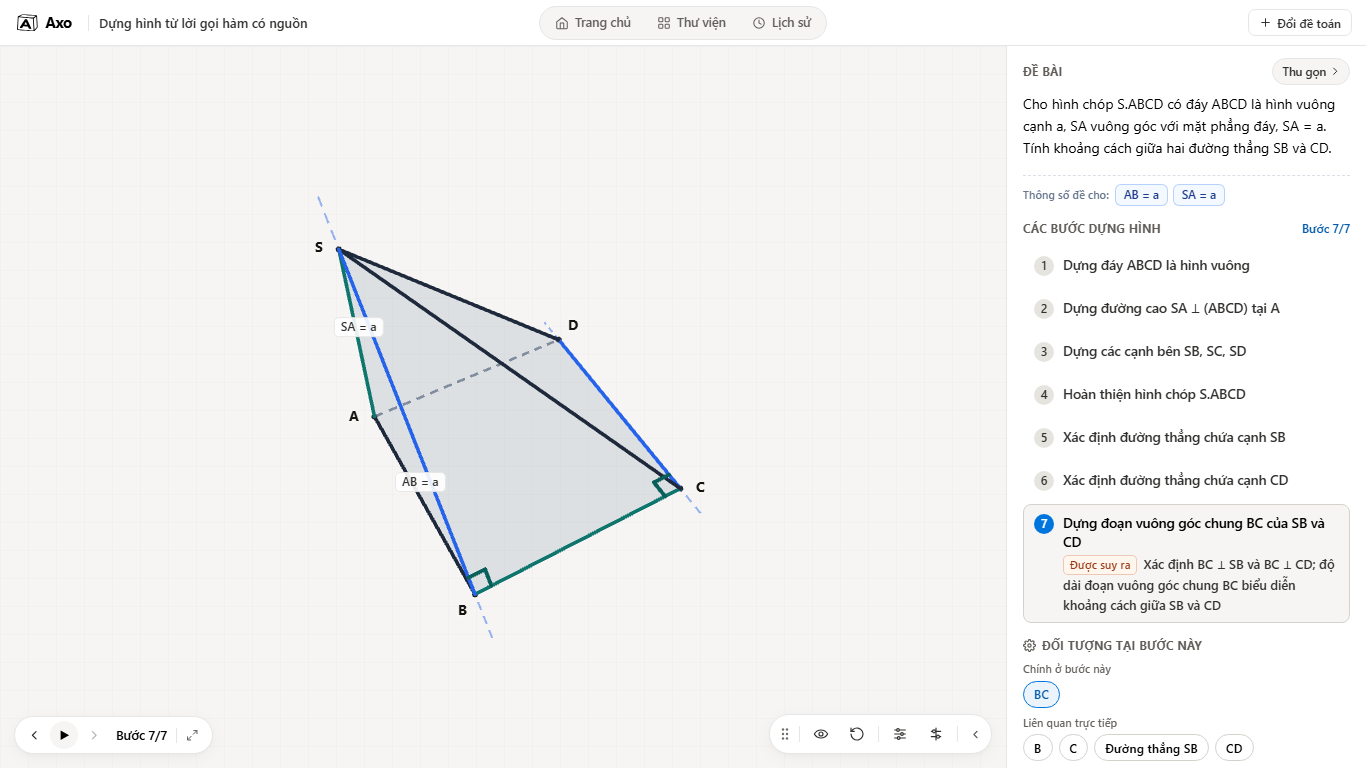 Axo
Dựng hình từ lời gọi hàm có nguồn
Trang chủ
Thư viện
Lịch sử
Đổi đề toán
S
SA = a
D
A
AB = a
C
B
Bước 7/7
ĐỀ BÀI
Thu gọn
Cho hình chóp S.ABCD có đáy ABCD là hình vuông
cạnh a, SA vuông góc với mặt phẳng đáy, SA = a.
Tính khoảng cách giữa hai đường thẳng SB và CD.
Thông số đề cho:
AB = a
SA = a
CÁC BƯỚC DỰNG HÌNH
Bước 7/7
1 Dựng đáy ABCD là hình vuông
2 Dựng đường cao SA ⊥ (ABCD) tại A
3 Dựng các cạnh bên SB, SC, SD
4 Hoàn thiện hình chóp S.ABCD
5 Xác định đường thẳng chứa cạnh SB
6 Xác định đường thẳng chứa cạnh CD
7 Dựng đoạn vuông góc chung BC của SB và
CD
Được suy ra Xác định BC ⊥ SB và BC ⊥ CD; độ
dài đoạn vuông góc chung BC biểu diễn
khoảng cách giữa SB và CD
ĐỐI TƯỢNG TẠI BƯỚC NÀY
Chính ở bước này
BC
Liên quan trực tiếp
B
C
Đường thẳng SB
CD